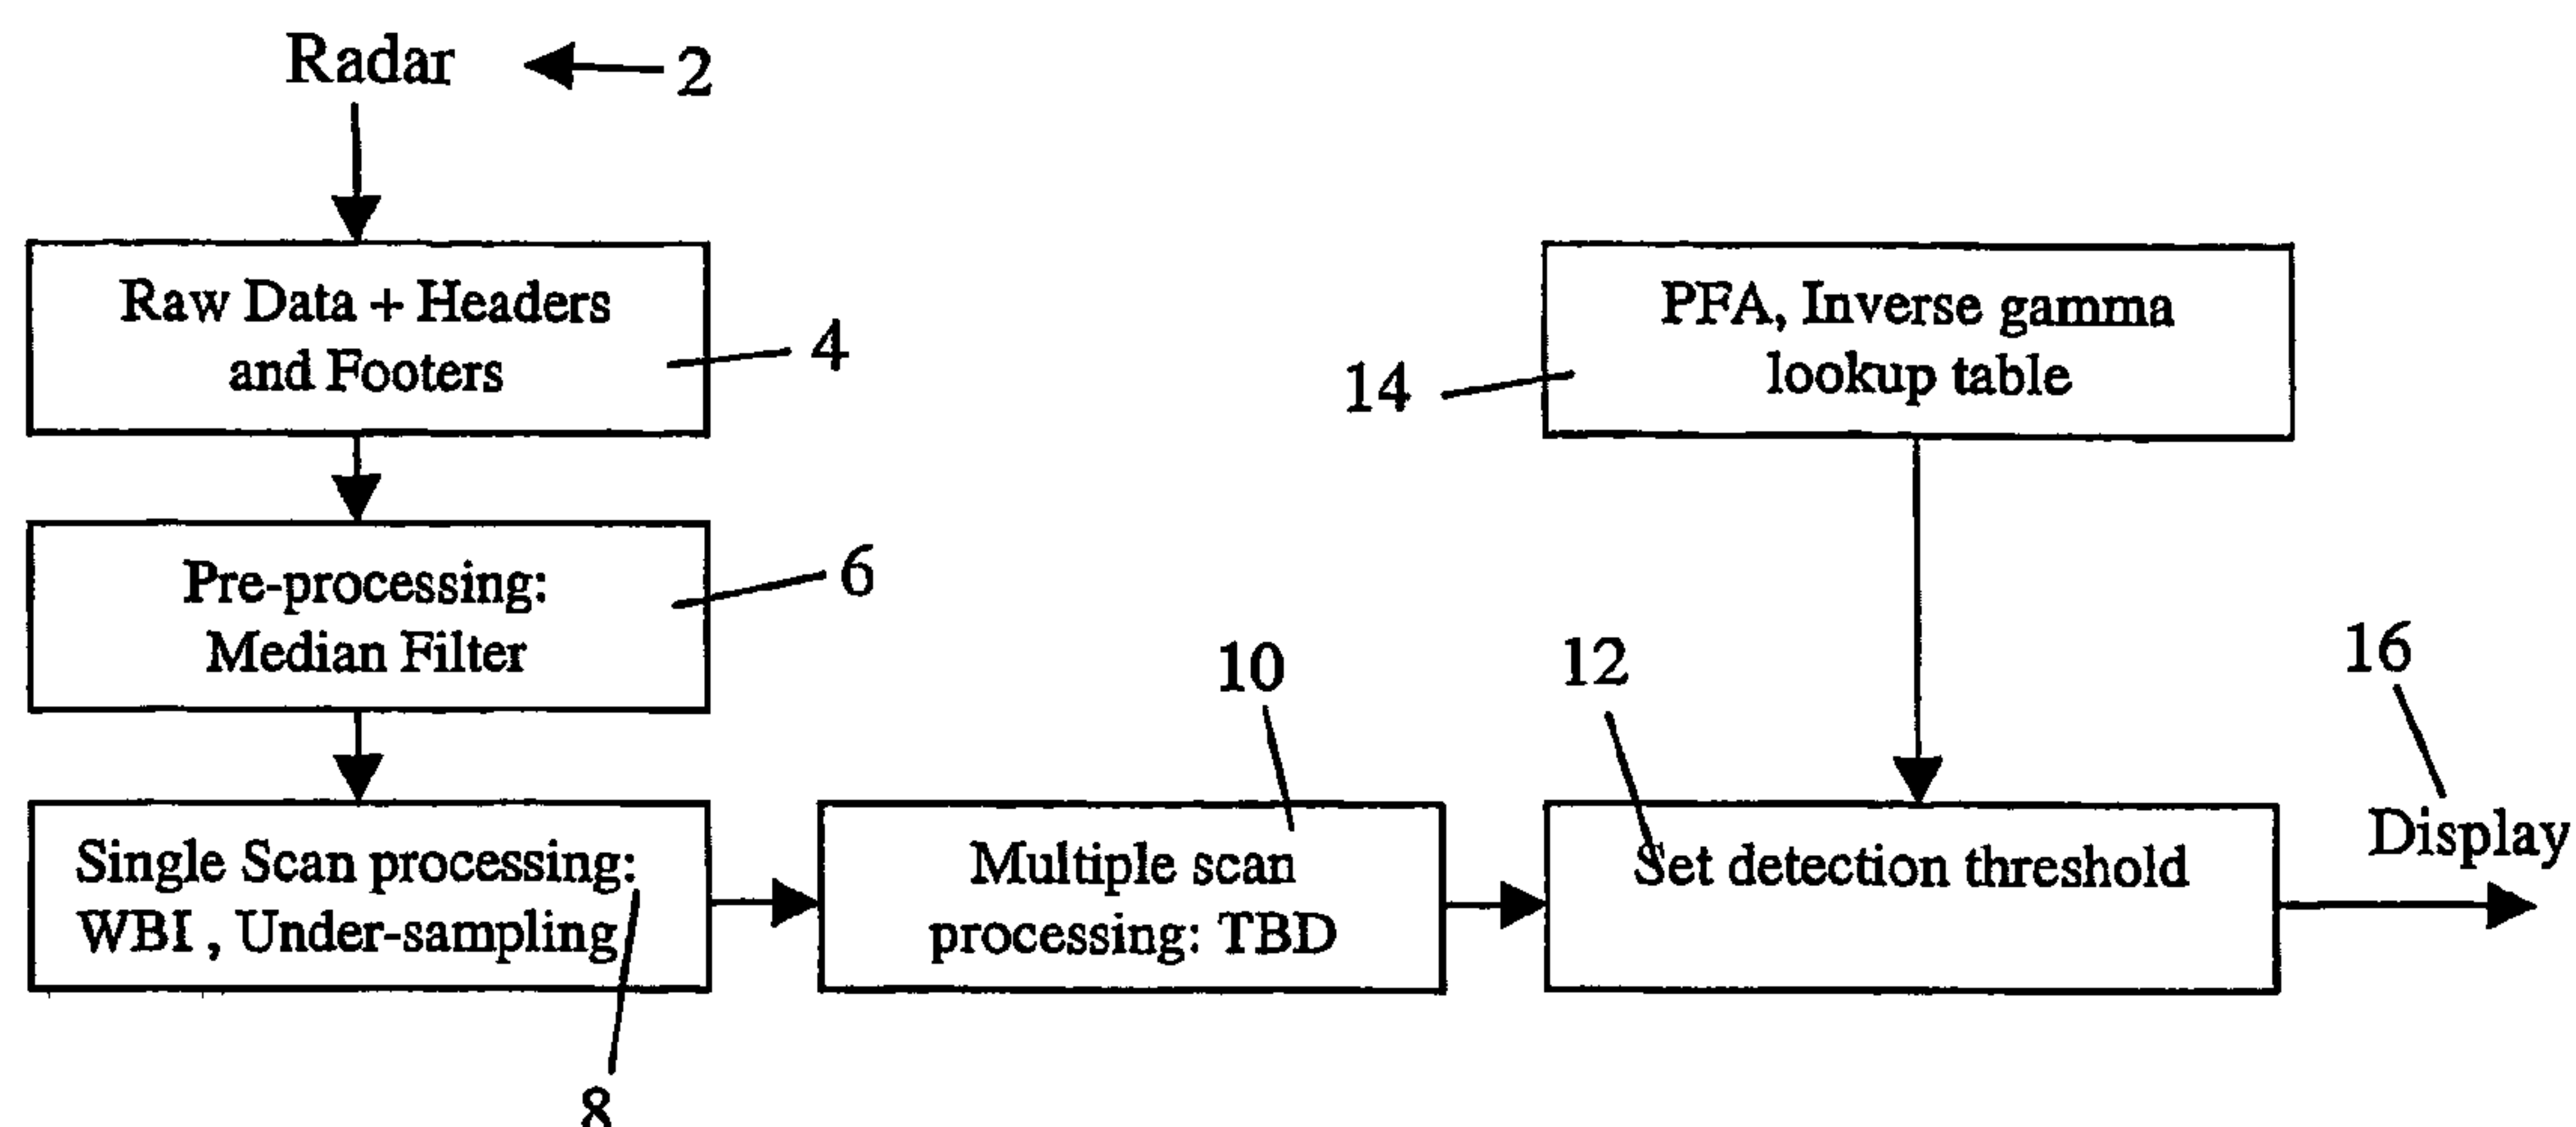 Radar
2
Raw Data + Headers
and Footers
4
PFA, Inverse gamma
lookup table
14
Pre-processing:
Median Filter
6
10
12
16
Single Scan processing:
WBI , Under-sampling
8
Multiple scan
processing: TBD
Set detection threshold
Display